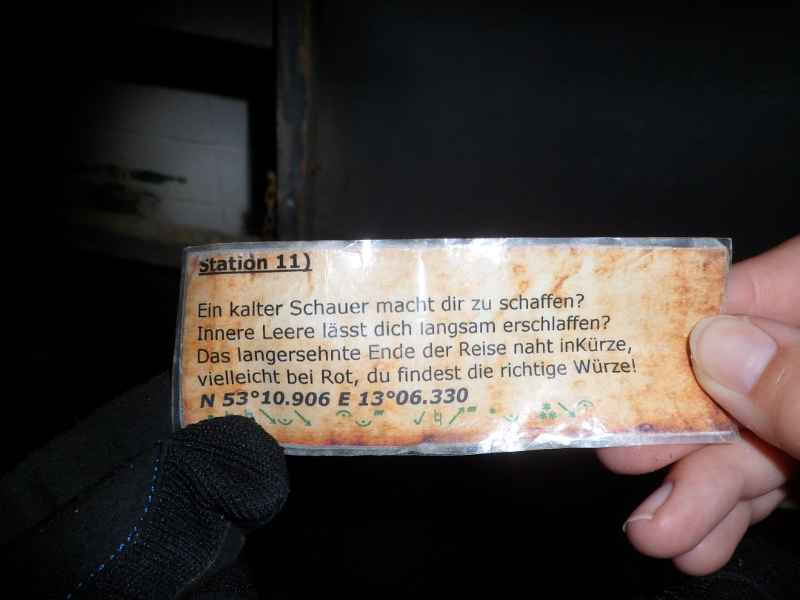 Station 11)
Ein kalter Schauer macht dir zu schaffen?
Innere Leere lässt dich langsam erschlaffen?
Das langersehnte Ende der Reise naht inKürze,
vielleicht bei Rot, du findest die richtige Würze!
N 53°10.906 E 13°06.330